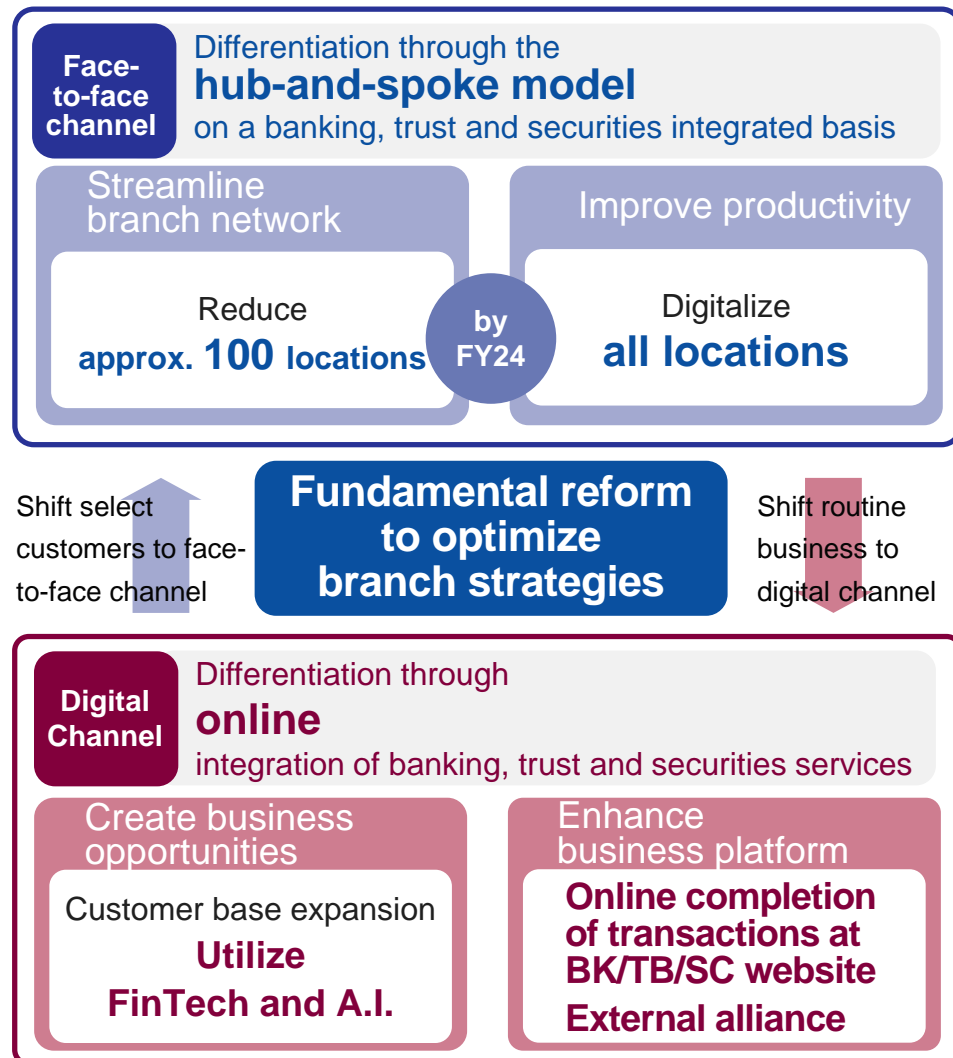 Face-
to-face
channel
Differentiation through the
hub-and-spoke model
on a banking, trust and securities integrated basis
Streamline
branch network
Reduce
approx. 100 locations
by
FY24
Improve productivity
Digitalize
all locations
Shift select
customers to face-
to-face channel
Fundamental reform
to optimize
branch strategies
Shift routine
business to
digital channel
Digital
Channel
Differentiation through
online
integration of banking, trust and securities services
Create business
opportunities
Customer base expansion
Utilize
FinTech and A.I.
Enhance
business platform
Online completion
of transactions at
BK/TB/SC website
External alliance